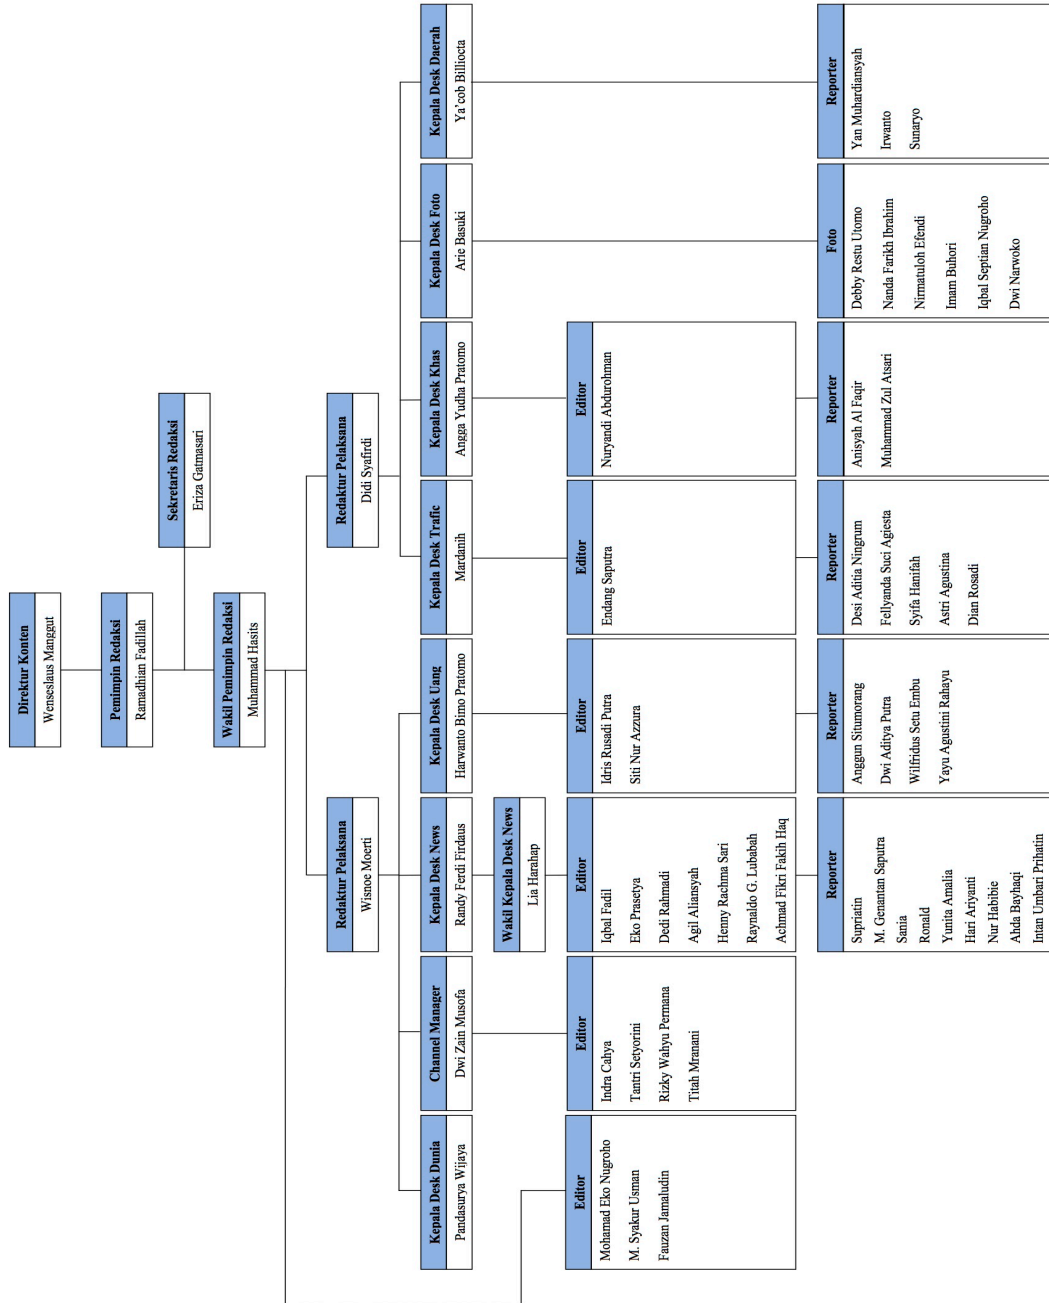 Direktur Konten
Wenseslaus Manggut
Pemimpin Redaksi
Ramadhian Fadillah
Sekretaris Redaksi
Eriza Gatmasari
Wakil Pemimpin Redaksi
Muhammad Hasits
Redaktur Pelaksana
Wisnoe Moerti
Redaktur Pelaksana
Didi Syafirdi
Kepala Desk Dunia
Pandasurya Wijaya
Channel Manager
Dwi Zain Musofa
Kepala Desk News
Randy Ferdi Firdaus
Kepala Desk Uang
Harwanto Bimo Pratomo
Kepala Desk Trafic
Mardanih
Kepala Desk Khas
Angga Yudha Pratomo
Kepala Desk Foto
Arie Basuki
Kepala Desk Daerah
Ya'cob Billiocta
Wakil Kepala Desk News
Lia Harahap
Editor
Mohamad Eko Nugroho
M. Syakur Usman
Fauzan Jamaludin
Editor
Indra Cahya
Tantri Setyorini
Rizky Wahyu Permana
Titah Mranani
Editor
Iqbal Fadil
Eko Prasetya
Dedi Rahmadi
Agil Aliansyah
Henny Rachma Sari
Raynaldo G. Lubabah
Achmad Fikri Fakih Haq
Editor
Idris Rusadi Putra
Siti Nur Azzura
Editor
Endang Saputra
Editor
Nuryandi Abdurohman
Reporter
Supriatin
M. Genantan Saputra
Sania
Ronald
Yunita Amalia
Hari Ariyanti
Nur Habibie
Ahda Bayhaqi
Intan Umbari Prihatin
Reporter
Anggun Situmorang
Dwi Aditya Putra
Wilfridus Setu Embu
Yayu Agustini Rahayu
Reporter
Desi Aditia Ningrum
Fellyanda Suci Agiesta
Syifa Hanifah
Astri Agustina
Dian Rosadi
Reporter
Anisyah Al Faqir
Muhammad Zul Atsari
Foto
Debby Restu Utomo
Nanda Farikh Ibrahim
Nirmatuloh Efendi
Imam Buhori
Iqbal Septian Nugroho
Dwi Narwoko
Reporter
Yan Muhardiansyah
Irwanto
Sunaryo